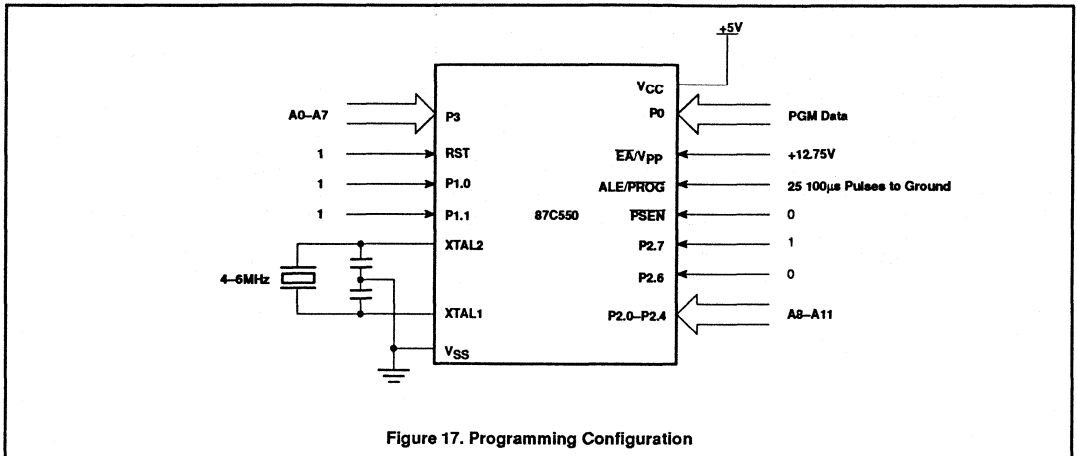 +5V
VCC
A0–A7
P3
P0
PGM Data
1
RST
EA/VPP
+12.75V
1
P1.0
ALE/PROG
25 100µs Pulses to Ground
1
P1.1
87C550
PSEN
0
XTAL2
P2.7
1
4–6MHz
P2.6
0
XTAL1
P2.0–P2.4
A8–A11
VSS
Figure 17. Programming Configuration